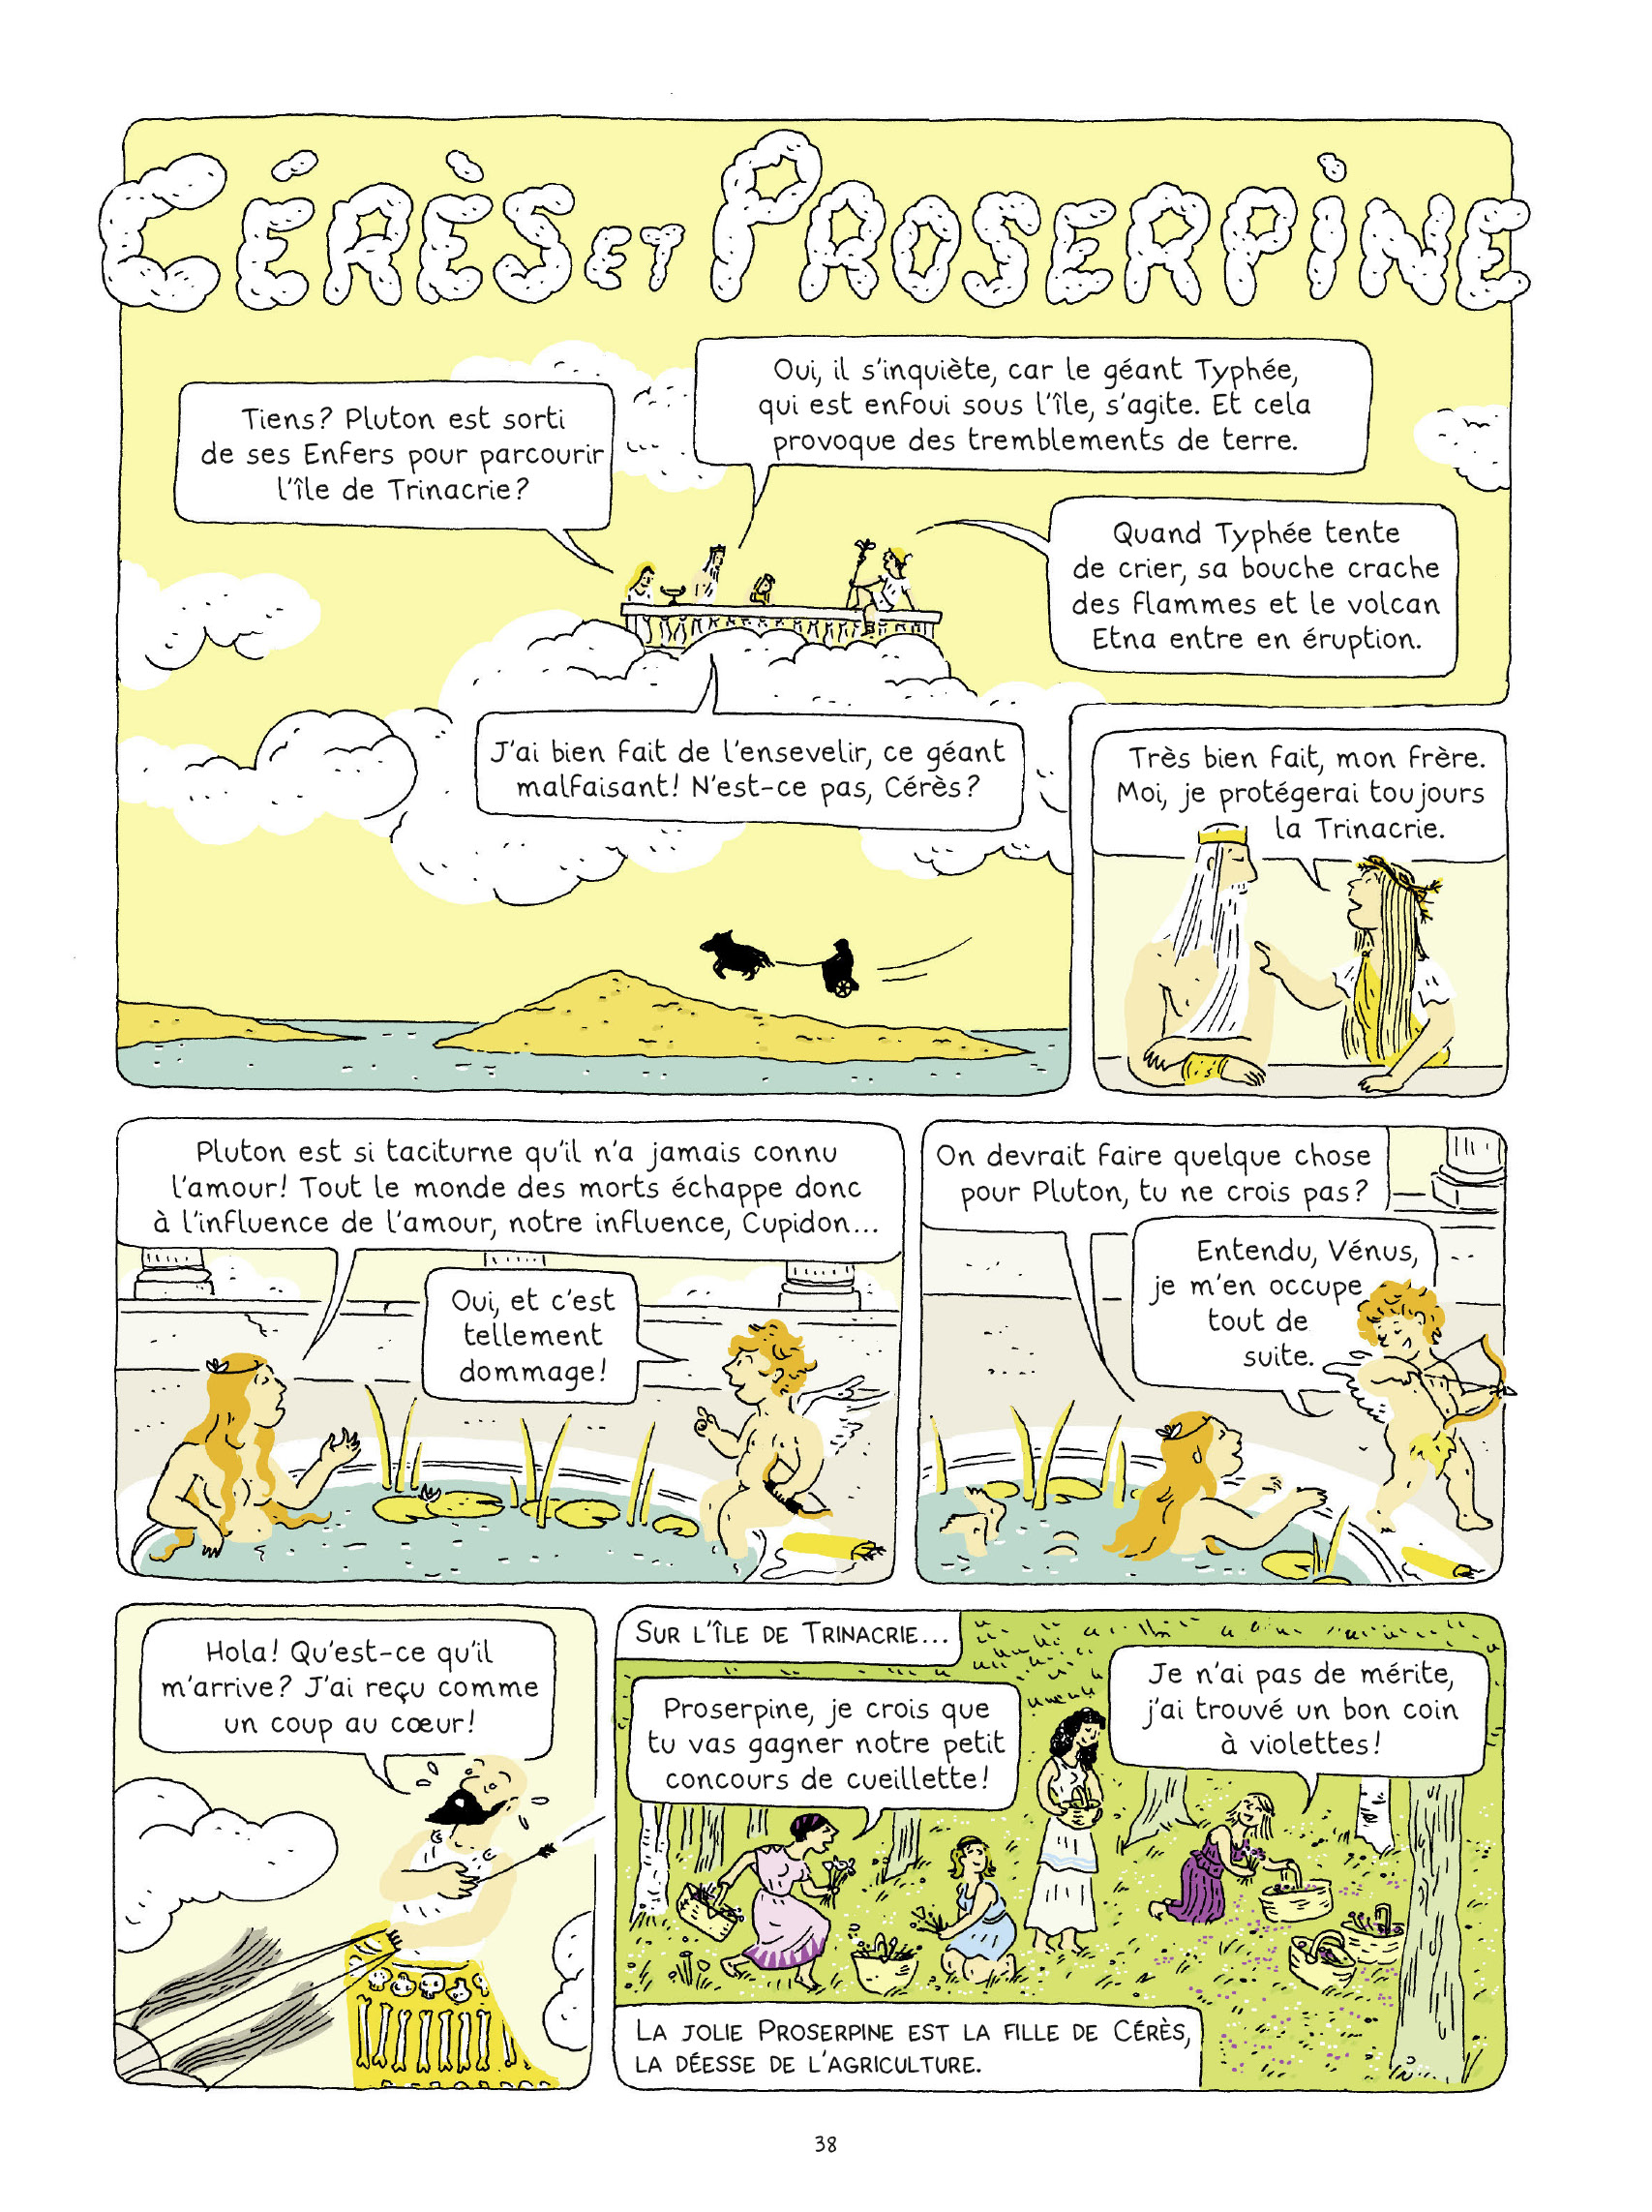 CÉRÈS ET PROSERPINE
Tiens? Pluton est sorti
de ses Enfers pour parcourir
l'île de Trinacrie?
Oui, il s'inquiète, car le géant Typhée,
qui est enfoui sous l'île, s'agite. Et cela
provoque des tremblements de terre.
Quand Typhée tente
de crier, sa bouche crache
des flammes et le volcan
Etna entre en éruption.
J'ai bien fait de l'ensevelir, ce géant
malfaisant! N'est-ce pas, Cérès?
Très bien fait, mon frère.
Moi, je protégerai toujours
la Trinacrie.
Pluton est si taciturne qu'il n'a jamais connu
l'amour! Tout le monde des morts échappe donc
à l'influence de l'amour, notre influence, Cupidon...
Oui, et c'est
tellement
dommage!
On devrait faire quelque chose
pour Pluton, tu ne crois pas?
Entendu, Vénus,
je m'en occupe
tout de
suite.
Hola! Qu'est-ce qu'il
m'arrive? J'ai reçu comme
un coup au cœur!
SUR L'ÎLE DE TRINACRIE...
Proserpine, je crois que
tu vas gagner notre petit
concours de cueillette!
Je n'ai pas de mérite,
j'ai trouvé un bon coin
à violettes!
LA JOLIE PROSERPINE EST LA FILLE DE CÉRÈS,
LA DÉESSE DE L'AGRICULTURE.
38